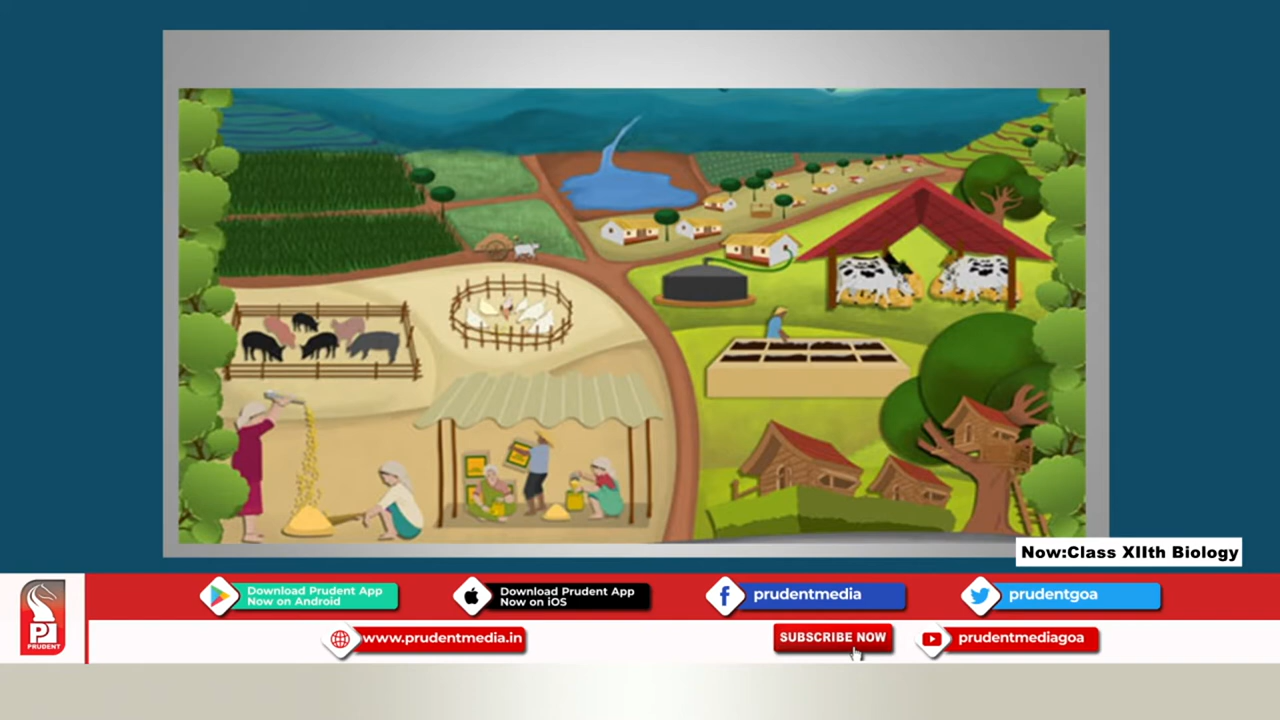 Now:Class XIIth Biology
Download Prudent App
Now on Android
Download Prudent App
Now on iOS
prudentmedia
prudentgoa
PRUDENT
www.prudentmedia.in
SUBSCRIBE NOW
prudentmediagoa